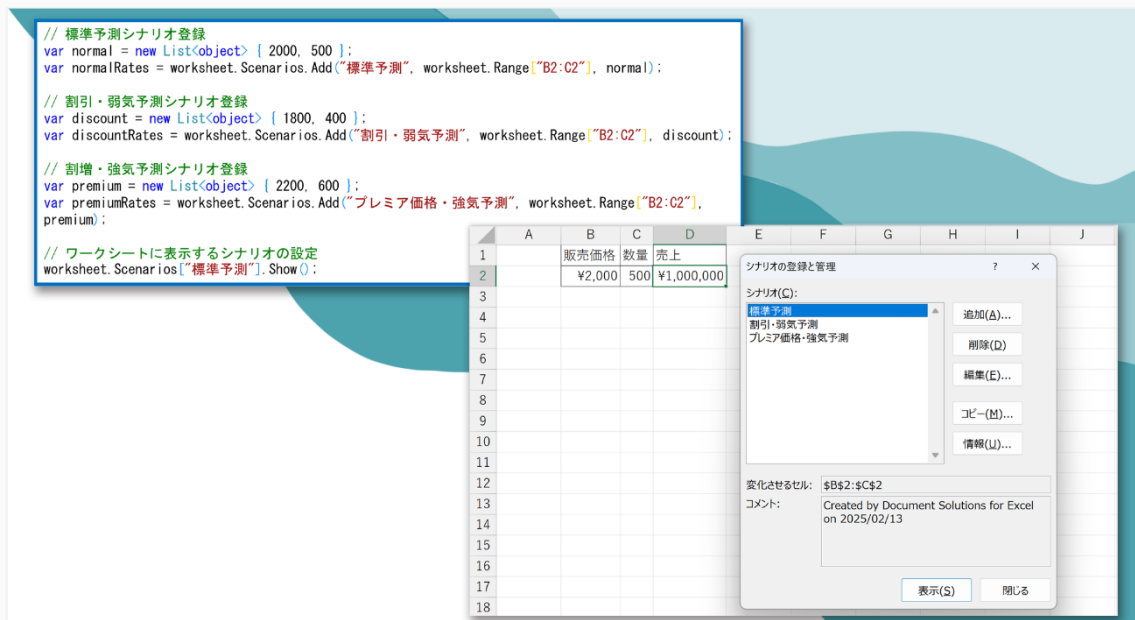 // 標準予測シナリオ登録
var normal = new List<object> { 2000, 500 };
var normalRates = worksheet.Scenarios.Add("標準予測", worksheet.Range["B2:C2"], normal);
// 割引・弱気予測シナリオ登録
var discount = new List<object> { 1800, 400 };
var discountRates = worksheet.Scenarios.Add("割引・弱気予測", worksheet.Range["B2:C2"], discount);
// 割増・強気予測シナリオ登録
var premium = new List<object> { 2200, 600 };
var premiumRates = worksheet.Scenarios.Add("プレミア価格・強気予測", worksheet.Range["B2:C2"],
premium);
// ワークシートに表示するシナリオの設定
worksheet.Scenarios["標準予測"].Show();
A B C D E F G H I J
1 販売価格 数量 売上
2 ¥2,000 500 ¥1,000,000
3
4
5
6
7
8
9
10
11
12
13
14
15
16
17
18
シナリオの登録と管理 ? ×
シナリオ(C):
標準予測
割引・弱気予測
プレミア価格・強気予測
追加(A)...
削除(D)
編集(E)...
コピー(M)...
情報(U)...
変化させるセル: $B$2:$C$2
コメント: Created by Document Solutions for Excel
on 2025/02/13
表示(S) 閉じる